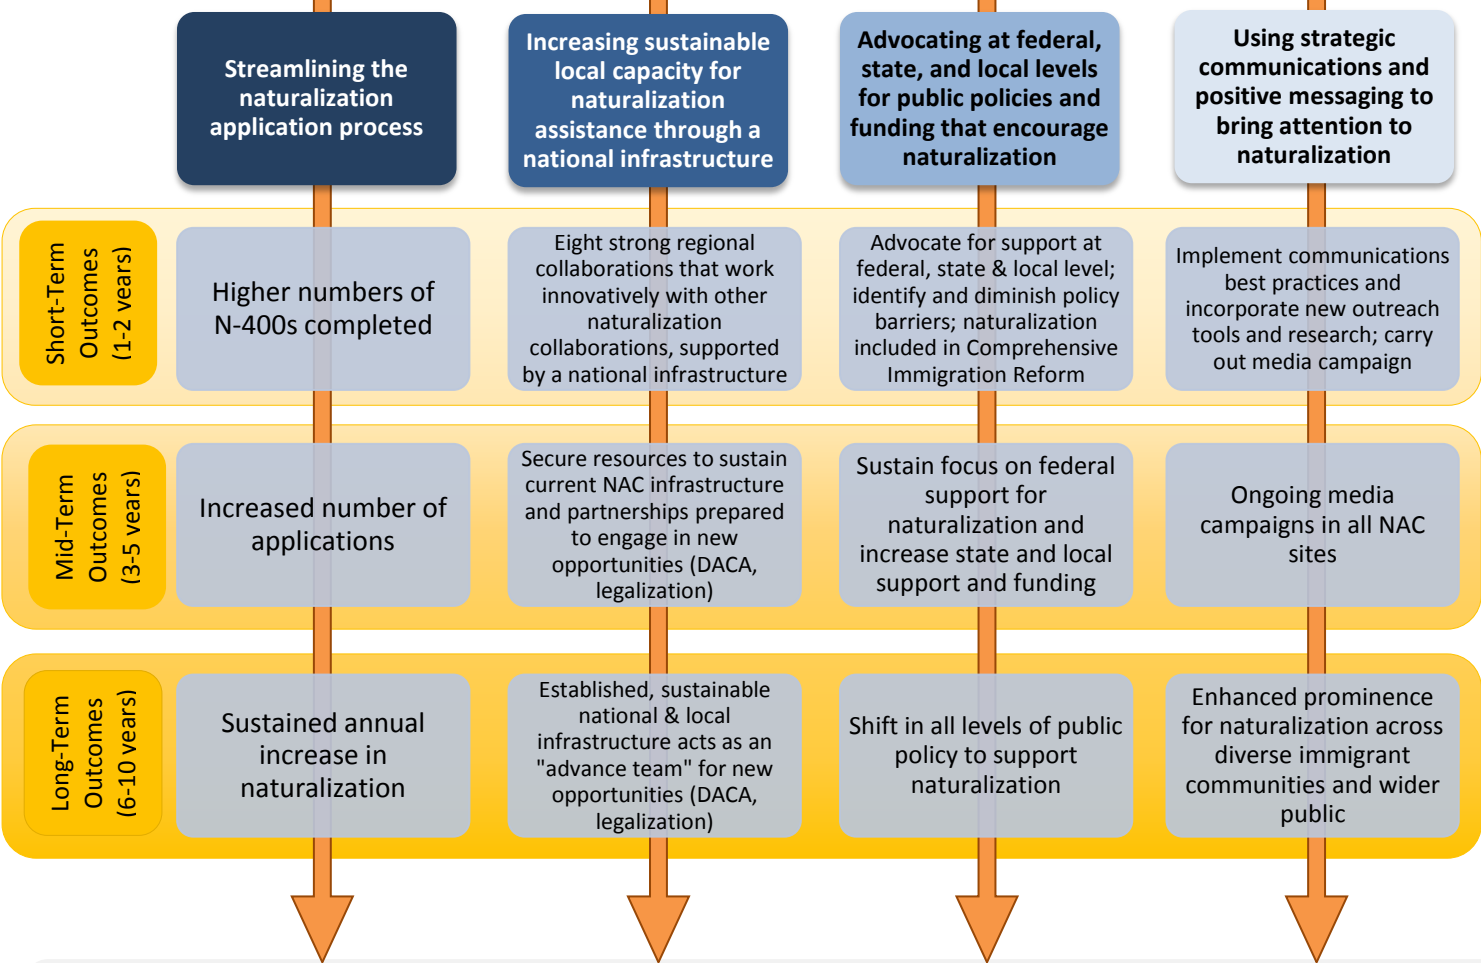 Streamlining the
naturalization
application process
Increasing sustainable
local capacity for
naturalization
assistance through a
national infrastructure
Advocating at federal,
state, and local levels
for public policies and
funding that encourage
naturalization
Using strategic
communications and
positive messaging to
bring attention to
naturalization
Short-Term
Outcomes
(1-2 years)
Higher numbers of
N-400s completed
Eight strong regional
collaborations that work
innovatively with other
naturalization
collaborations, supported
by a national infrastructure
Advocate for support at
federal, state & local level;
identify and diminish policy
barriers; naturalization
included in Comprehensive
Immigration Reform
Implement communications
best practices and
incorporate new outreach
tools and research; carry
out media campaign
Mid-Term
Outcomes
(3-5 years)
Increased number of
applications
Secure resources to sustain
current NAC infrastructure
and partnerships prepared
to engage in new
opportunities (DACA,
legalization)
Sustain focus on federal
support for
naturalization and
increase state and local
support and funding
Ongoing media
campaigns in all NAC
sites
Long-Term
Outcomes
(6-10 years)
Sustained annual
increase in
naturalization
Established, sustainable
national & local
infrastructure acts as an
"advance team" for new
opportunities (DACA,
legalization)
Shift in all levels of public
policy to support
naturalization
Enhanced prominence
for naturalization across
diverse immigrant
communities and wider
public